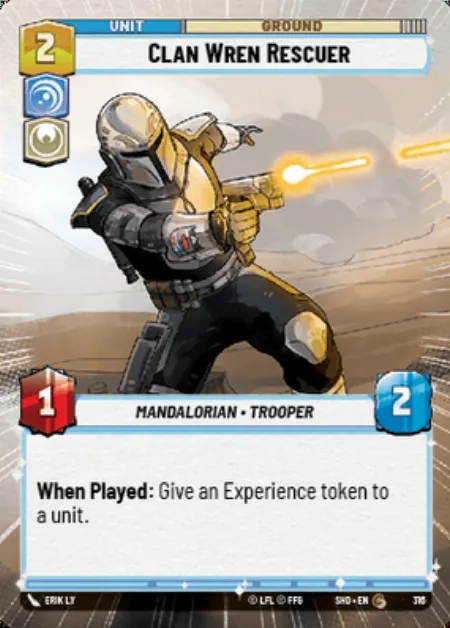 UNIT
GROUND
2
CLAN WREN RESCUER
1
MANDALORIAN • TROOPER
2
When Played: Give an Experience token to
a unit.
ERIK LY
© LFL © FFG
SHD • EN